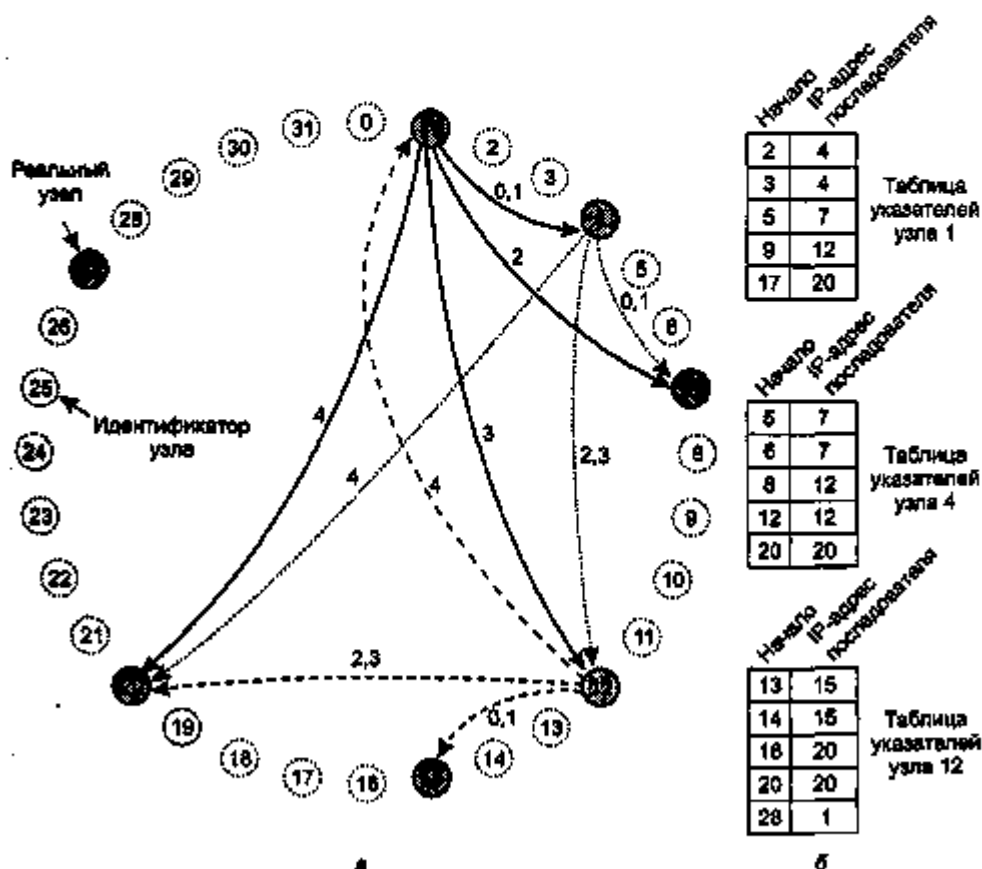 Реальный
узел
28
29
30
31
0
2
3
5
6
8
9
10
11
13
14
16
17
18
19
21
22
23
24
25
26
Идентификатор
узла
0,1
2
0,1
4
3
2,3
4
4
2,3
0,1
Начало
IP-адрес
последователя
2 4
3 4
5 7
9 12
17 20
Таблица
указателей
узла 1
Начало
IP-адрес
последователя
5 7
6 7
8 12
12 12
20 20
Таблица
указателей
узла 4
Начало
IP-адрес
последователя
13 15
14 15
16 20
20 20
28 1
Таблица
указателей
узла 12
б